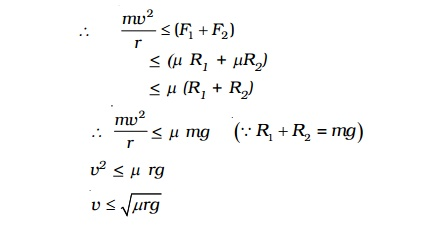 ∴ mv²/r ≤ (F₁ + F₂)
≤ (μ R₁ + μR₂)
≤ μ (R₁ + R₂)
∴ mv²/r ≤ μ mg (∵ R₁ + R₂ = mg)
v² ≤ μ rg
v ≤ √μrg